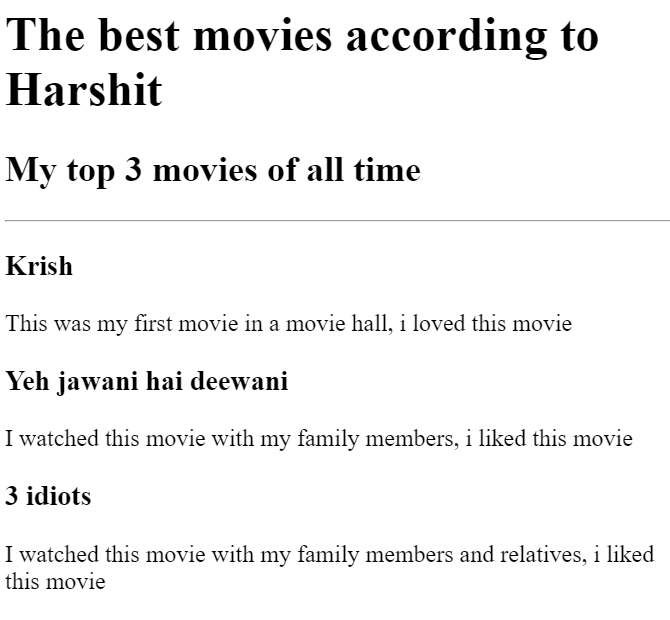 The best movies according to
Harshit
My top 3 movies of all time
Krish
This was my first movie in a movie hall, i loved this movie
Yeh jawani hai deewani
I watched this movie with my family members, i liked this movie
3 idiots
I watched this movie with my family members and relatives, i liked
this movie